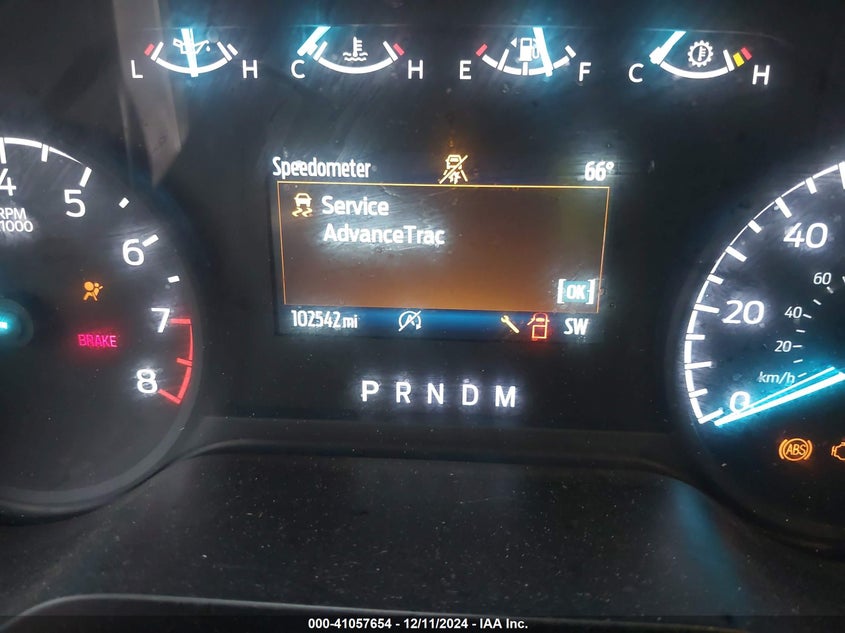 L H C H E F C H
Speedometer 66°
Service
AdvanceTrac
[OK]
102542 mi SW
P R N D M
4
5
6
7
8
RPM
1000
BRAKE
40
20
0
60
40
20
km/h
ABS
000-41057654 - 12/11/2024 - IAA Inc.